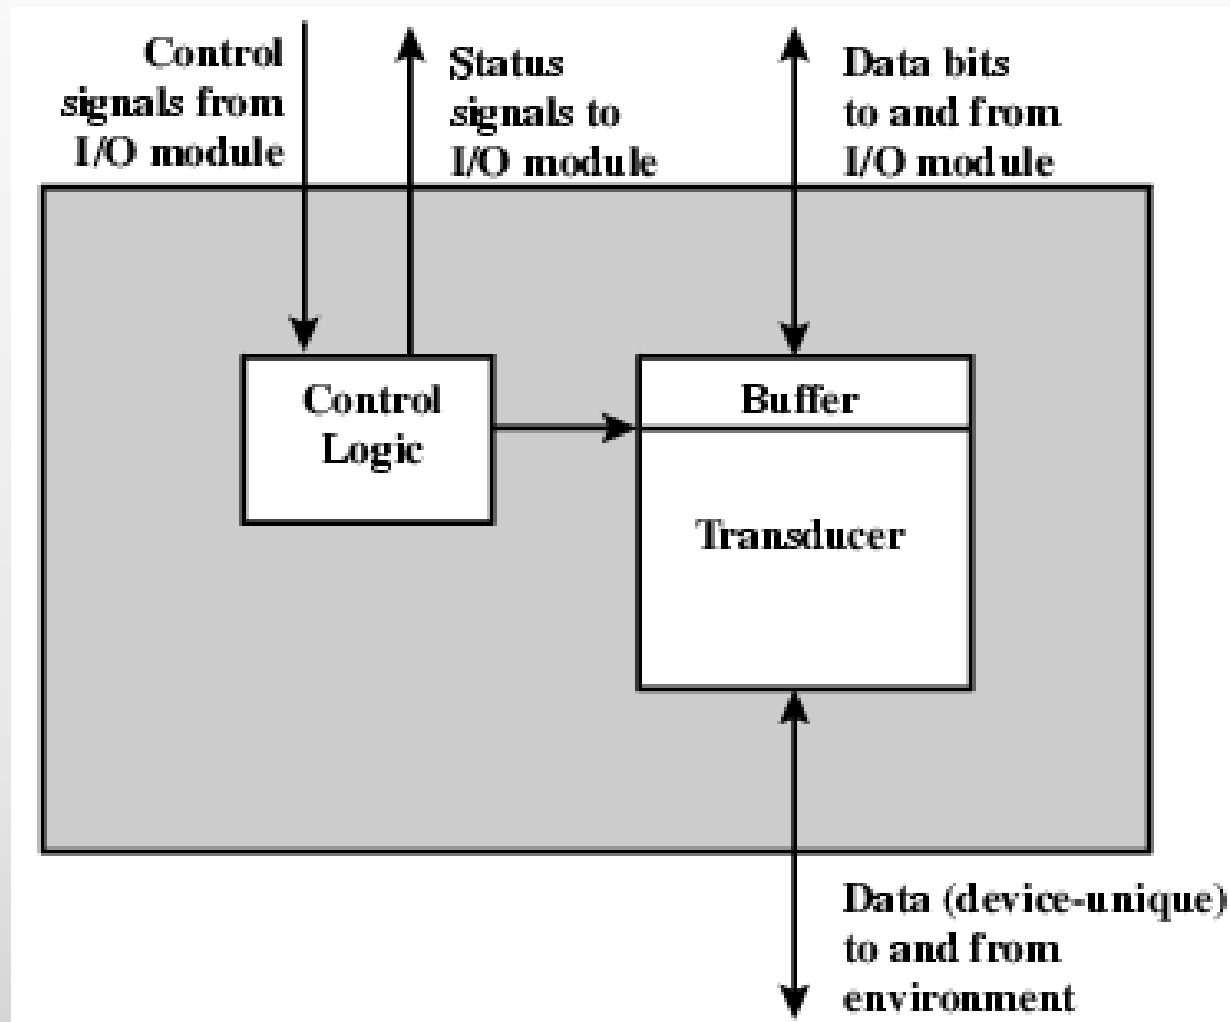 Control
signals from
I/O module
Status
signals to
I/O module
Data bits
to and from
I/O module
Control
Logic
Buffer
Transducer
Data (device-unique)
to and from
environment